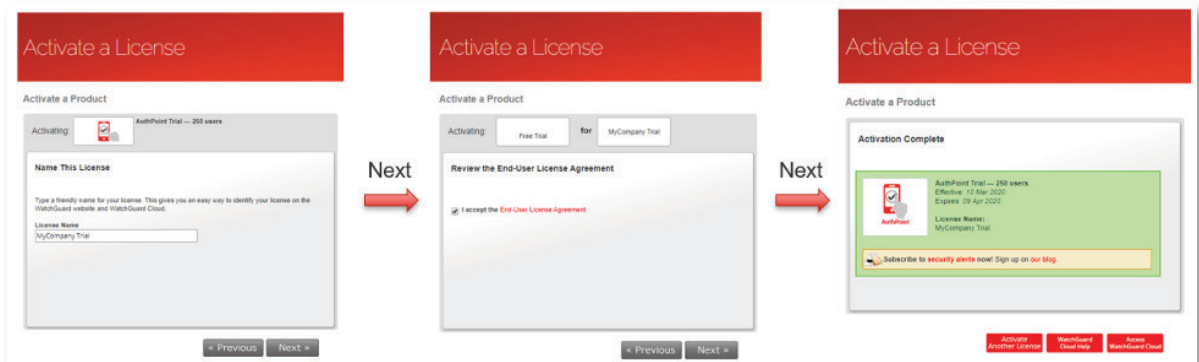 Activate a License
Activate a Product
Activating:
AuthPoint Trial — 250 users
Name This License
Type a friendly name for your license. This gives you an easy way to identify your license on the
WatchGuard website and WatchGuard Cloud.
License Name
MyCompany Trial
« Previous
Next »
Next
Activate a License
Activate a Product
Activating:
Free Trial
for
MyCompany Trial
Review the End-User License Agreement
I accept the End-User License Agreement
« Previous
Next »
Next
Activate a License
Activate a Product
Activation Complete
AuthPoint
AuthPoint Trial — 250 users
Effective: 10 Mar 2020
Expires: 09 Apr 2020
License Name:
MyCompany Trial
Subscribe to security alerts now! Sign up on our blog.
Activate
Another License
WatchGuard
Cloud Help
Access
WatchGuard Cloud